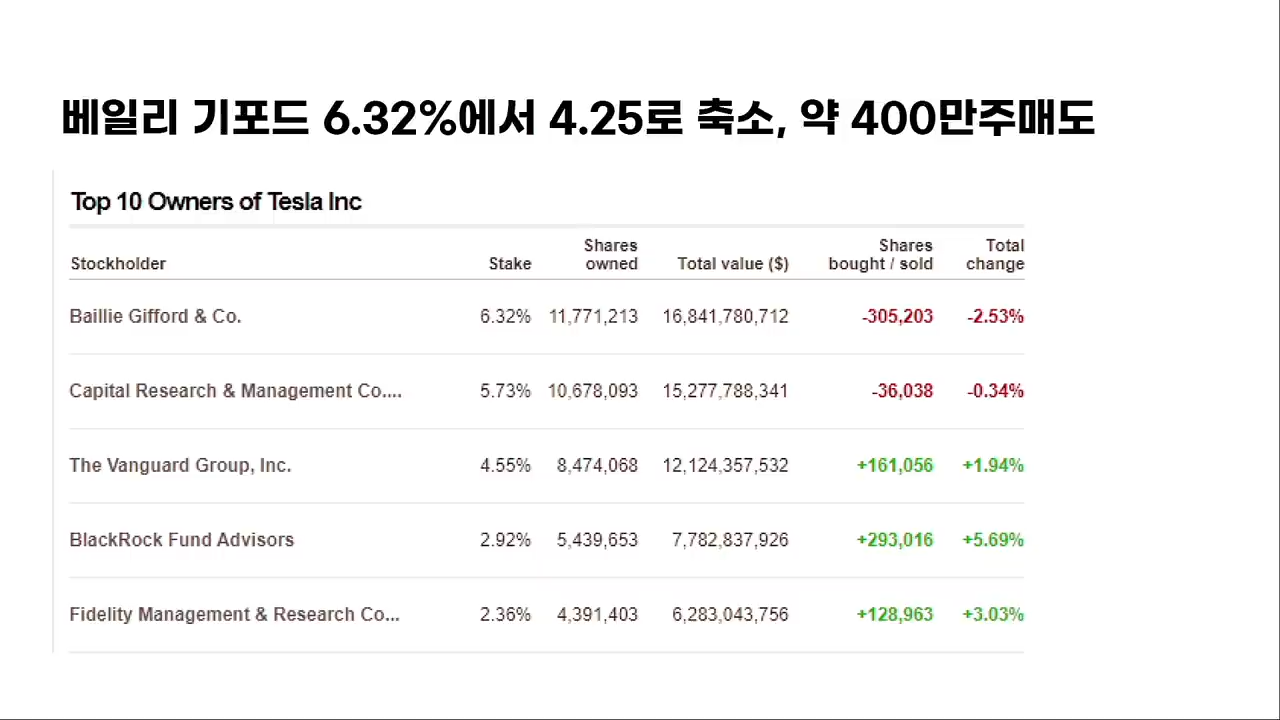 베일리 기포드 6.32%에서 4.25로 축소, 약 400만주매도
Top 10 Owners of Tesla Inc
Stockholder Stake Shares owned Total value ($) Shares bought / sold Total change
Baillie Gifford & Co. 6.32% 11,771,213 16,841,780,712 -305,203 -2.53%
Capital Research & Management Co.... 5.73% 10,678,093 15,277,788,341 -36,038 -0.34%
The Vanguard Group, Inc. 4.55% 8,474,068 12,124,357,532 +161,056 +1.94%
BlackRock Fund Advisors 2.92% 5,439,653 7,782,837,926 +293,016 +5.69%
Fidelity Management & Research Co... 2.36% 4,391,403 6,283,043,756 +128,963 +3.03%